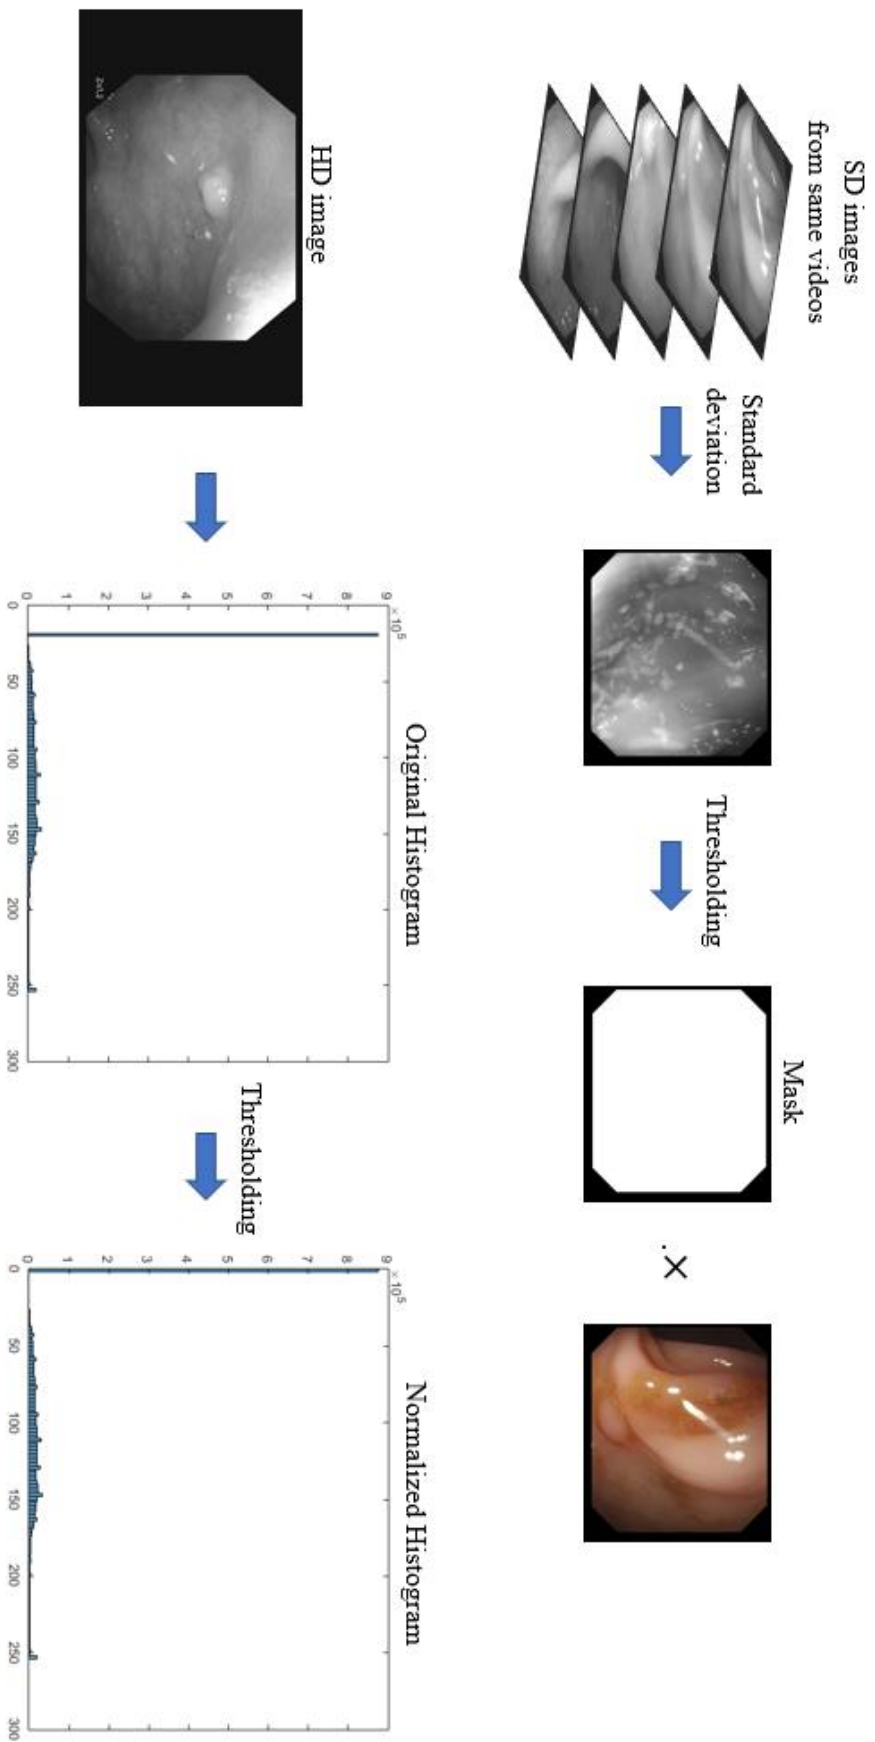 SD images
from same videos
Standard
deviation
Thresholding
Mask
.×
HD image
Original Histogram
×10⁵
9
8
7
6
5
4
3
2
1
0
0 50 100 150 200 250 300
Thresholding
Normalized Histogram
×10⁵
9
8
7
6
5
4
3
2
1
0
0 50 100 150 200 250 300